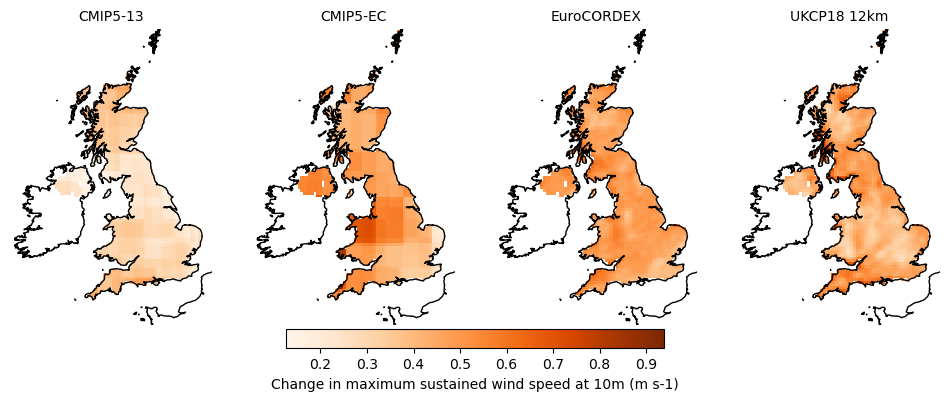 CMIP5-13
CMIP5-EC
EuroCORDEX
UKCP18 12km
0.2 0.3 0.4 0.5 0.6 0.7 0.8 0.9
Change in maximum sustained wind speed at 10m (m s-1)